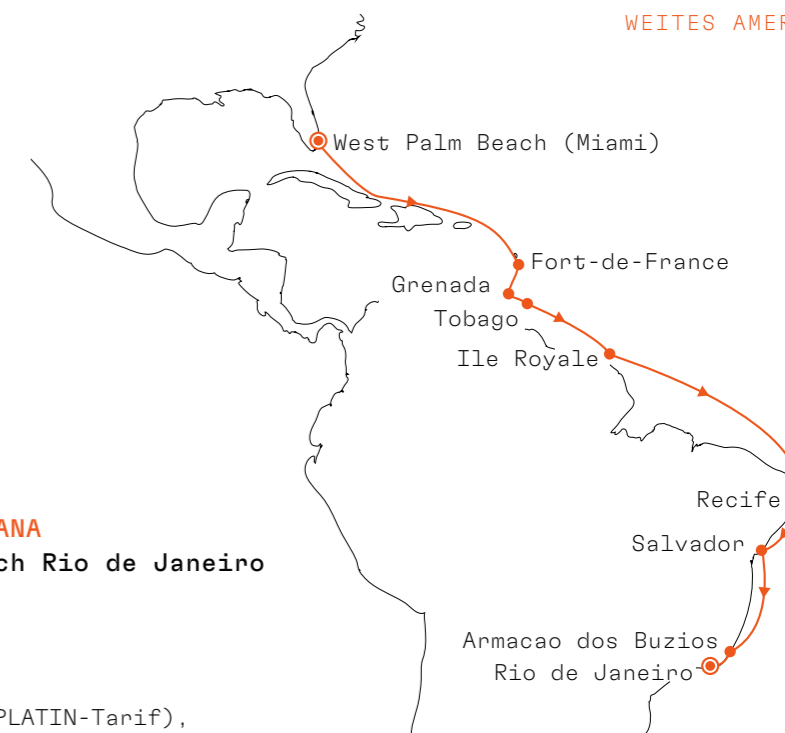 WEITES AMER
West Palm Beach (Miami)
Fort-de-France
Grenada
Tobago
Ile Royale
Recife
Salvador
ANA
ch Rio de Janeiro
Armacao dos Buzios
Rio de Janeiro
PLATIN-Tarif),